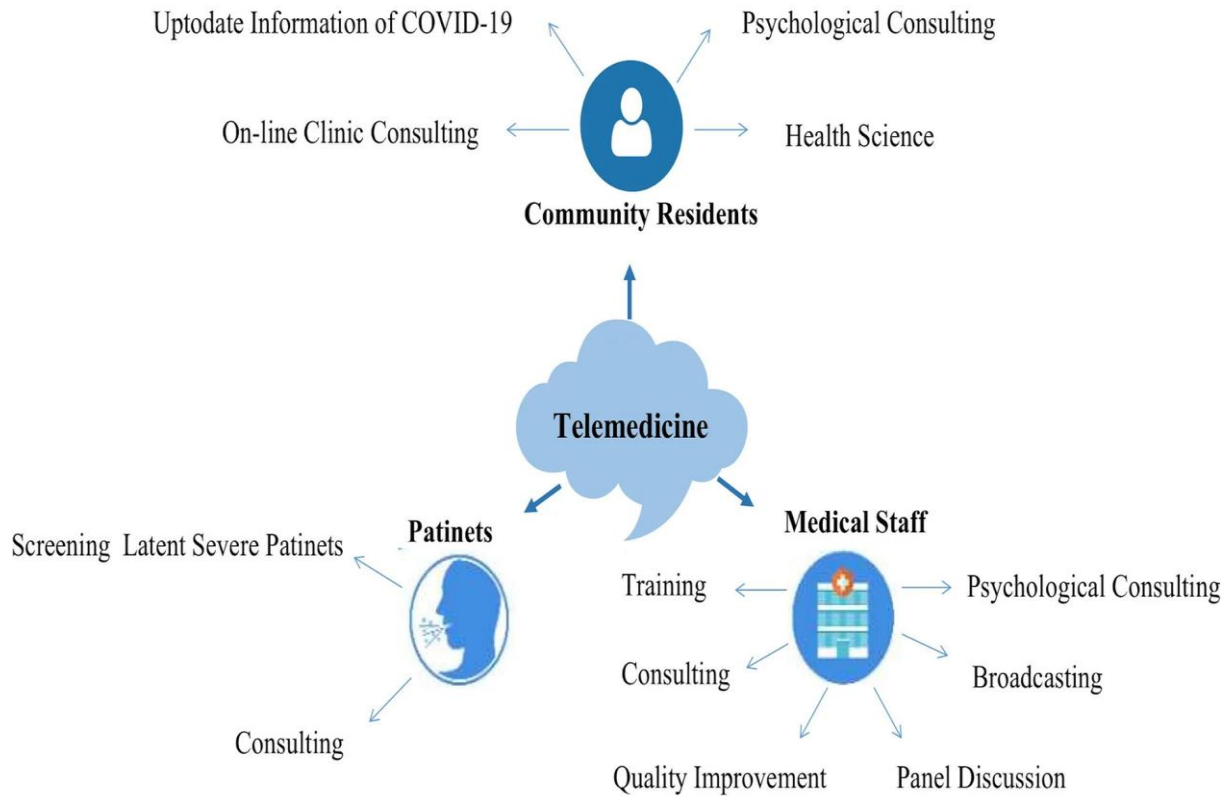 Uptodate Information of COVID-19
Psychological Consulting
On-line Clinic Consulting
Health Science
Community Residents
Telemedicine
Patinets
Medical Staff
Screening Latent Severe Patinets
Training
Psychological Consulting
Consulting
Broadcasting
Consulting
Quality Improvement
Panel Discussion